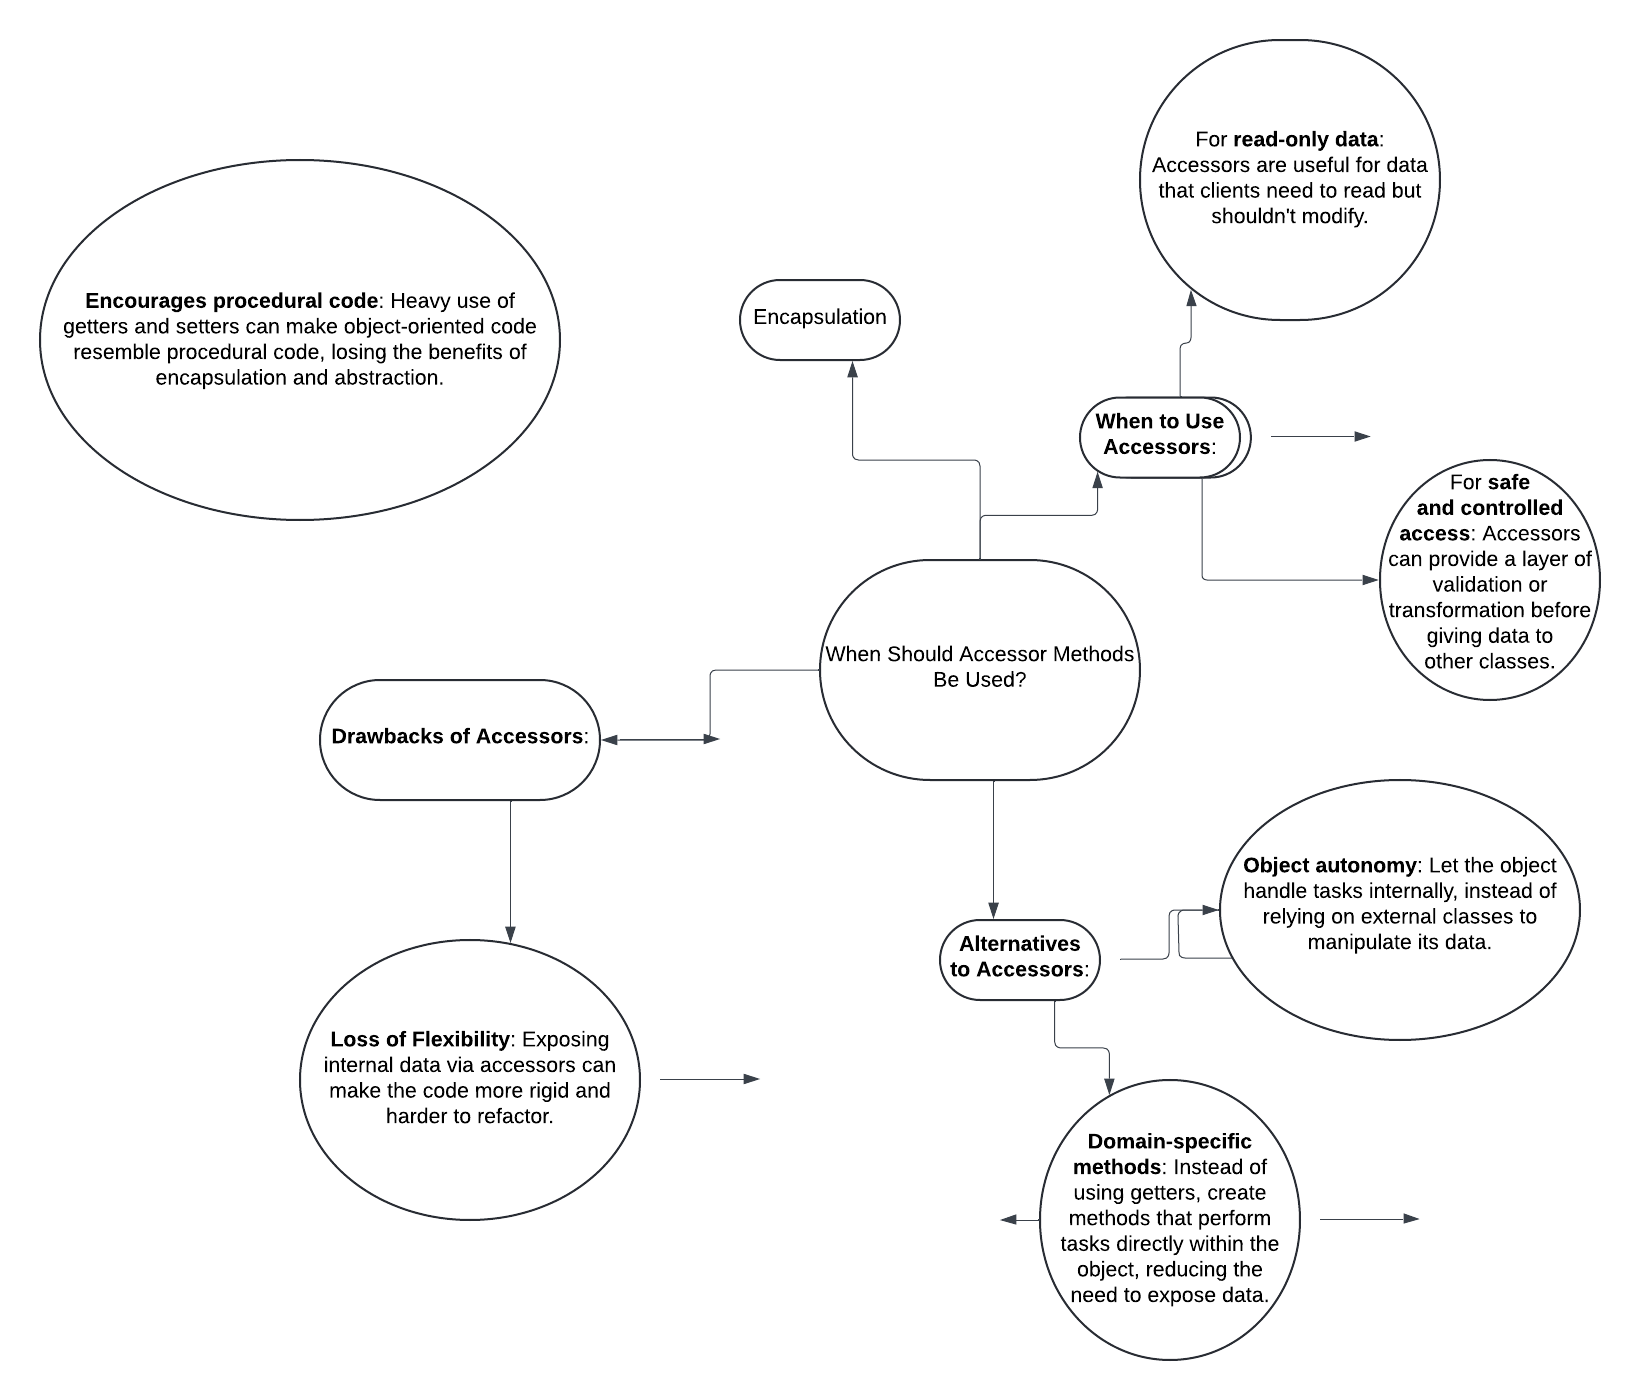 For read-only data:
Accessors are useful for data
that clients need to read but
shouldn't modify.
Encourages procedural code: Heavy use of
getters and setters can make object-oriented code
resemble procedural code, losing the benefits of
encapsulation and abstraction.
Encapsulation
When to Use
Accessors:
For safe
and controlled
access: Accessors
can provide a layer of
validation or
transformation before
giving data to
other classes.
When Should Accessor Methods
Be Used?
Drawbacks of Accessors:
Object autonomy: Let the object
handle tasks internally, instead of
relying on external classes to
manipulate its data.
Alternatives
to Accessors:
Loss of Flexibility: Exposing
internal data via accessors can
make the code more rigid and
harder to refactor.
Domain-specific
methods: Instead of
using getters, create
methods that perform
tasks directly within the
object, reducing the
need to expose data.